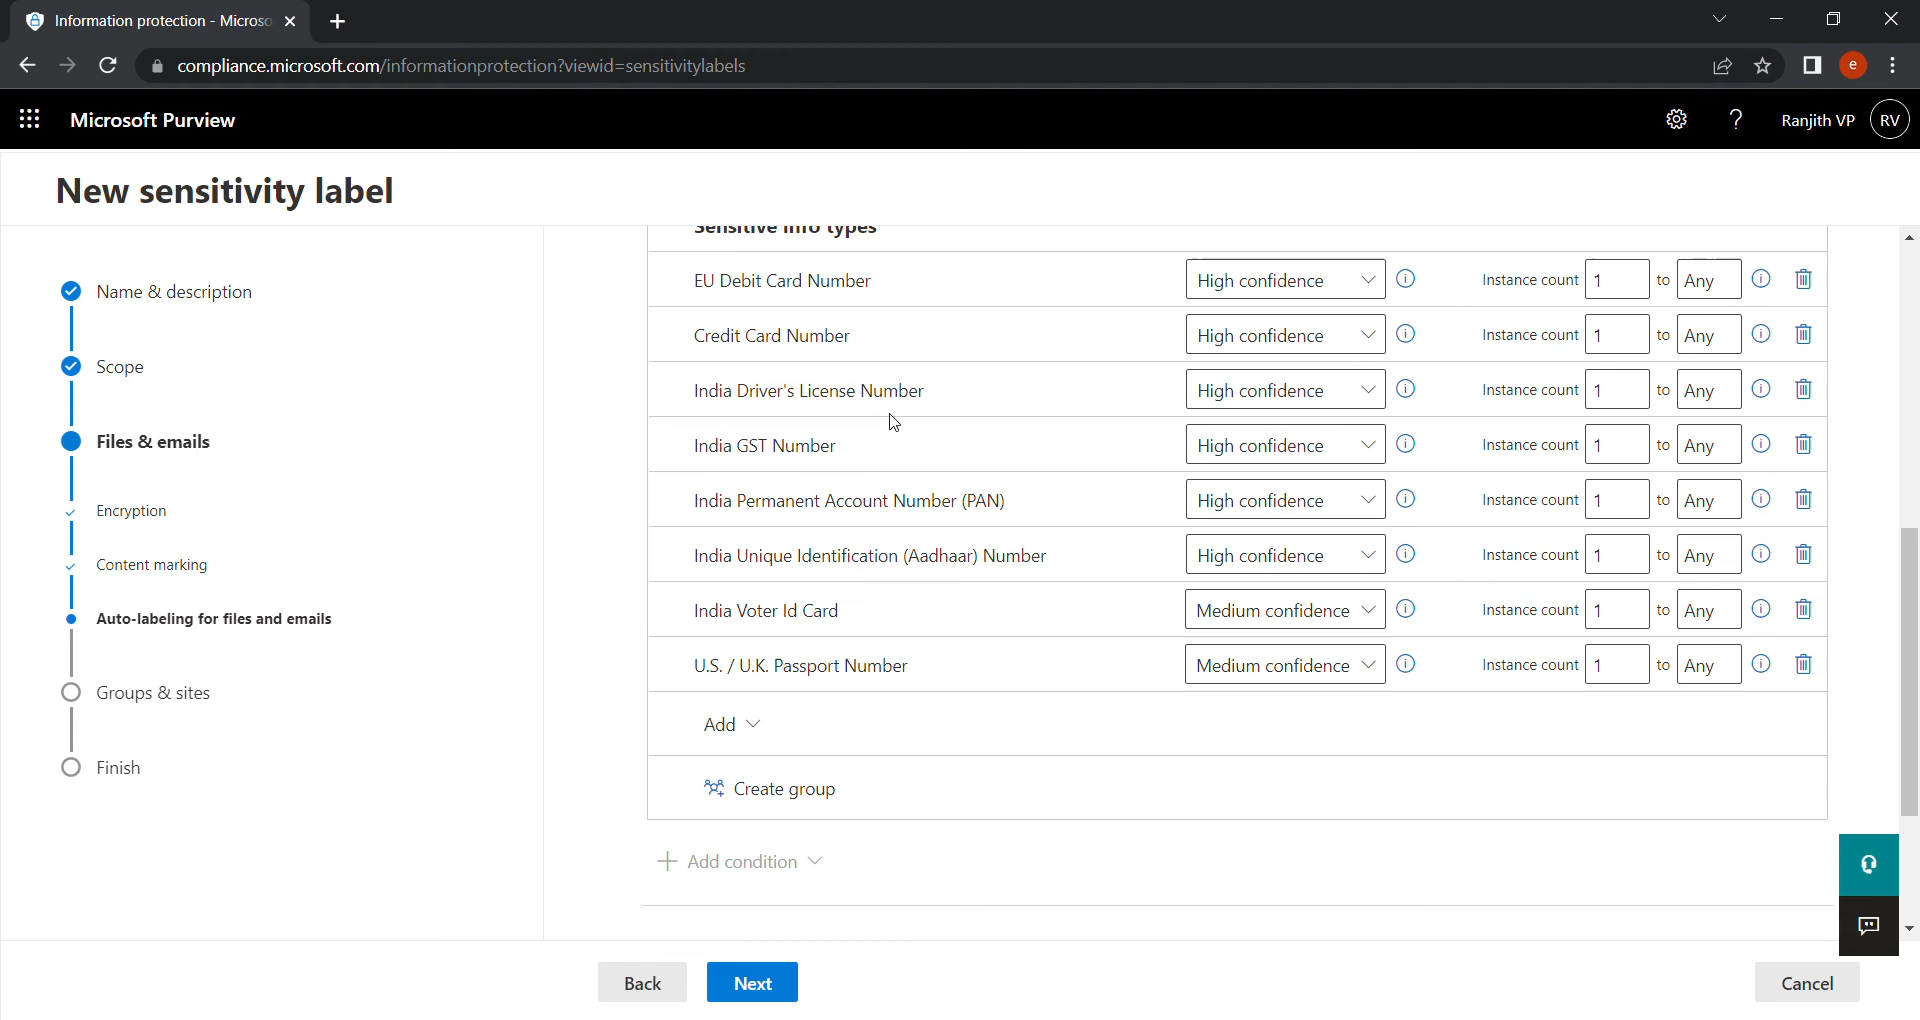 Information protection - Microso
compliance.microsoft.com/informationprotection?viewid=sensitivitylabels
e
Microsoft Purview
Ranjith VP
RV
New sensitivity label
Name & description
Scope
Files & emails
Encryption
Content marking
Auto-labeling for files and emails
Groups & sites
Finish
Sensitive info types
EU Debit Card Number High confidence Instance count 1 to Any
Credit Card Number High confidence Instance count 1 to Any
India Driver's License Number High confidence Instance count 1 to Any
India GST Number High confidence Instance count 1 to Any
India Permanent Account Number (PAN) High confidence Instance count 1 to Any
India Unique Identification (Aadhaar) Number High confidence Instance count 1 to Any
India Voter Id Card Medium confidence Instance count 1 to Any
U.S. / U.K. Passport Number Medium confidence Instance count 1 to Any
Add
Create group
Add condition
Back Next Cancel